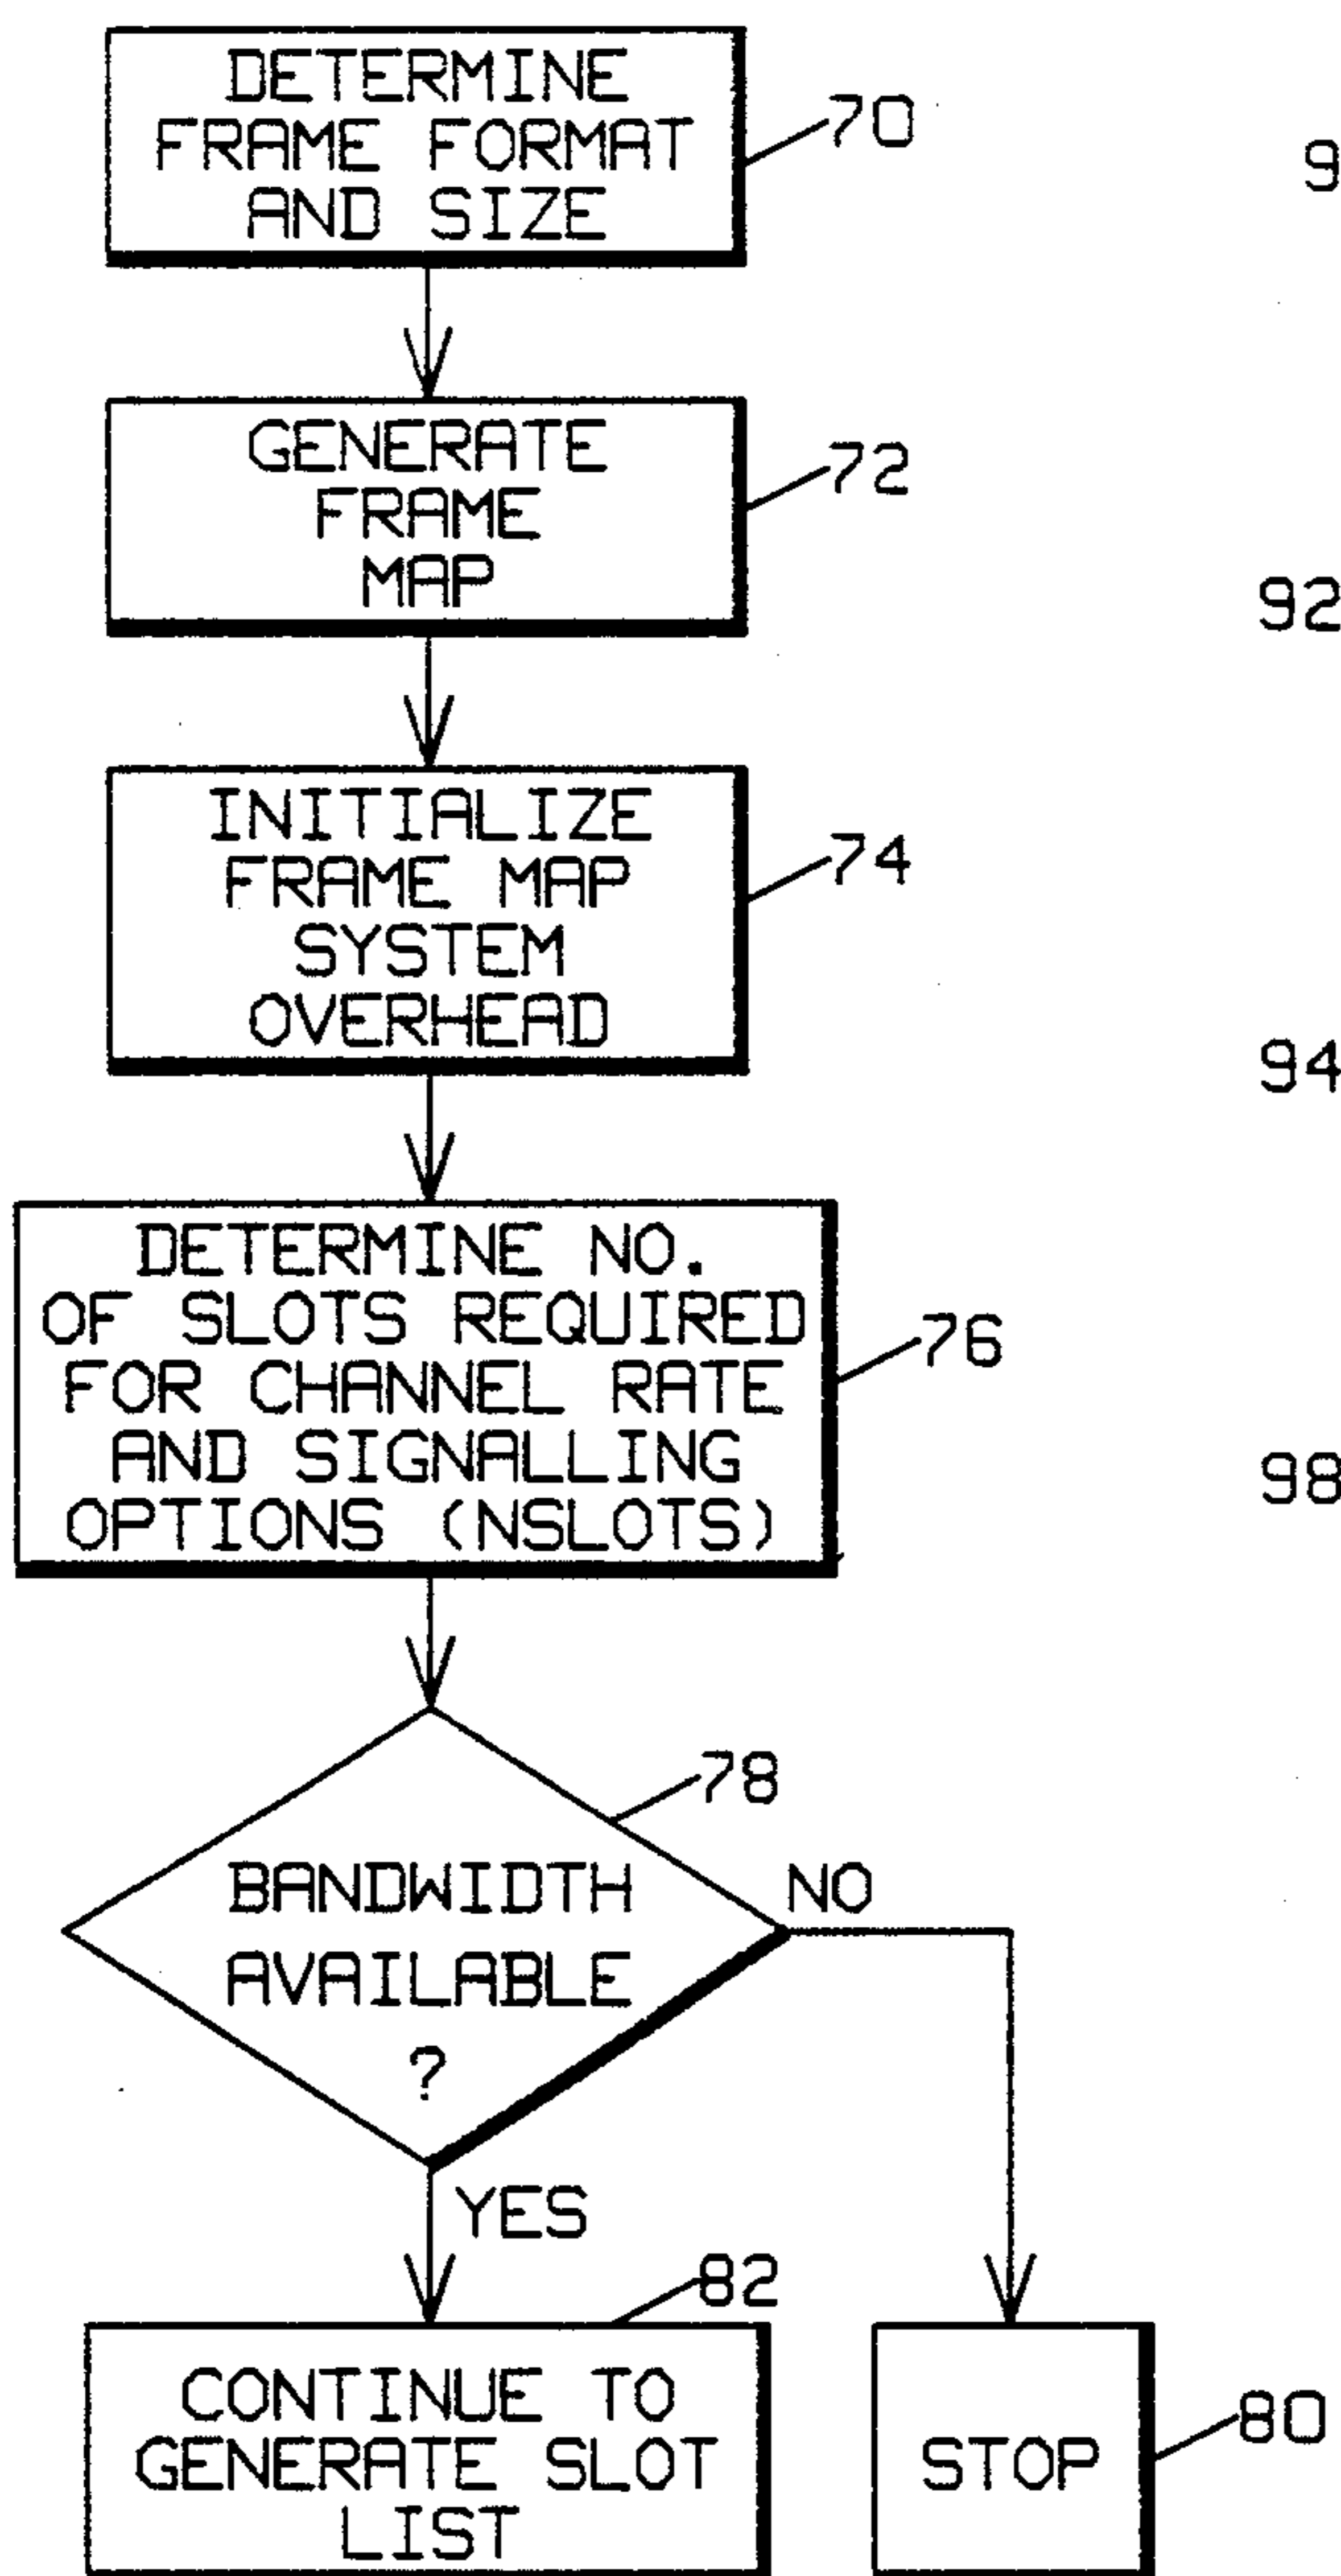 DETERMINE
FRAME FORMAT
AND SIZE
70
9
GENERATE
FRAME
MAP
72
92
INITIALIZE
FRAME MAP
SYSTEM
OVERHEAD
74
94
DETERMINE NO.
OF SLOTS REQUIRED
FOR CHANNEL RATE
AND SIGNALLING
OPTIONS (NSLOTS)
76
98
78
BANDWIDTH
AVAILABLE
?
NO
YES
82
CONTINUE TO
GENERATE SLOT
LIST
STOP
80